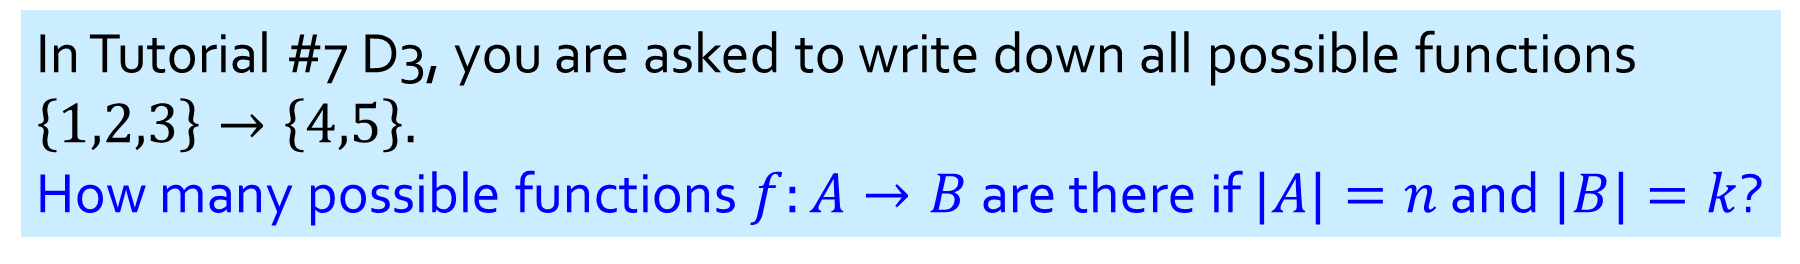 In Tutorial #7 D3, you are asked to write down all possible functions
{1,2,3} → {4,5}.
How many possible functions f: A → B are there if |A| = n and |B| = k?